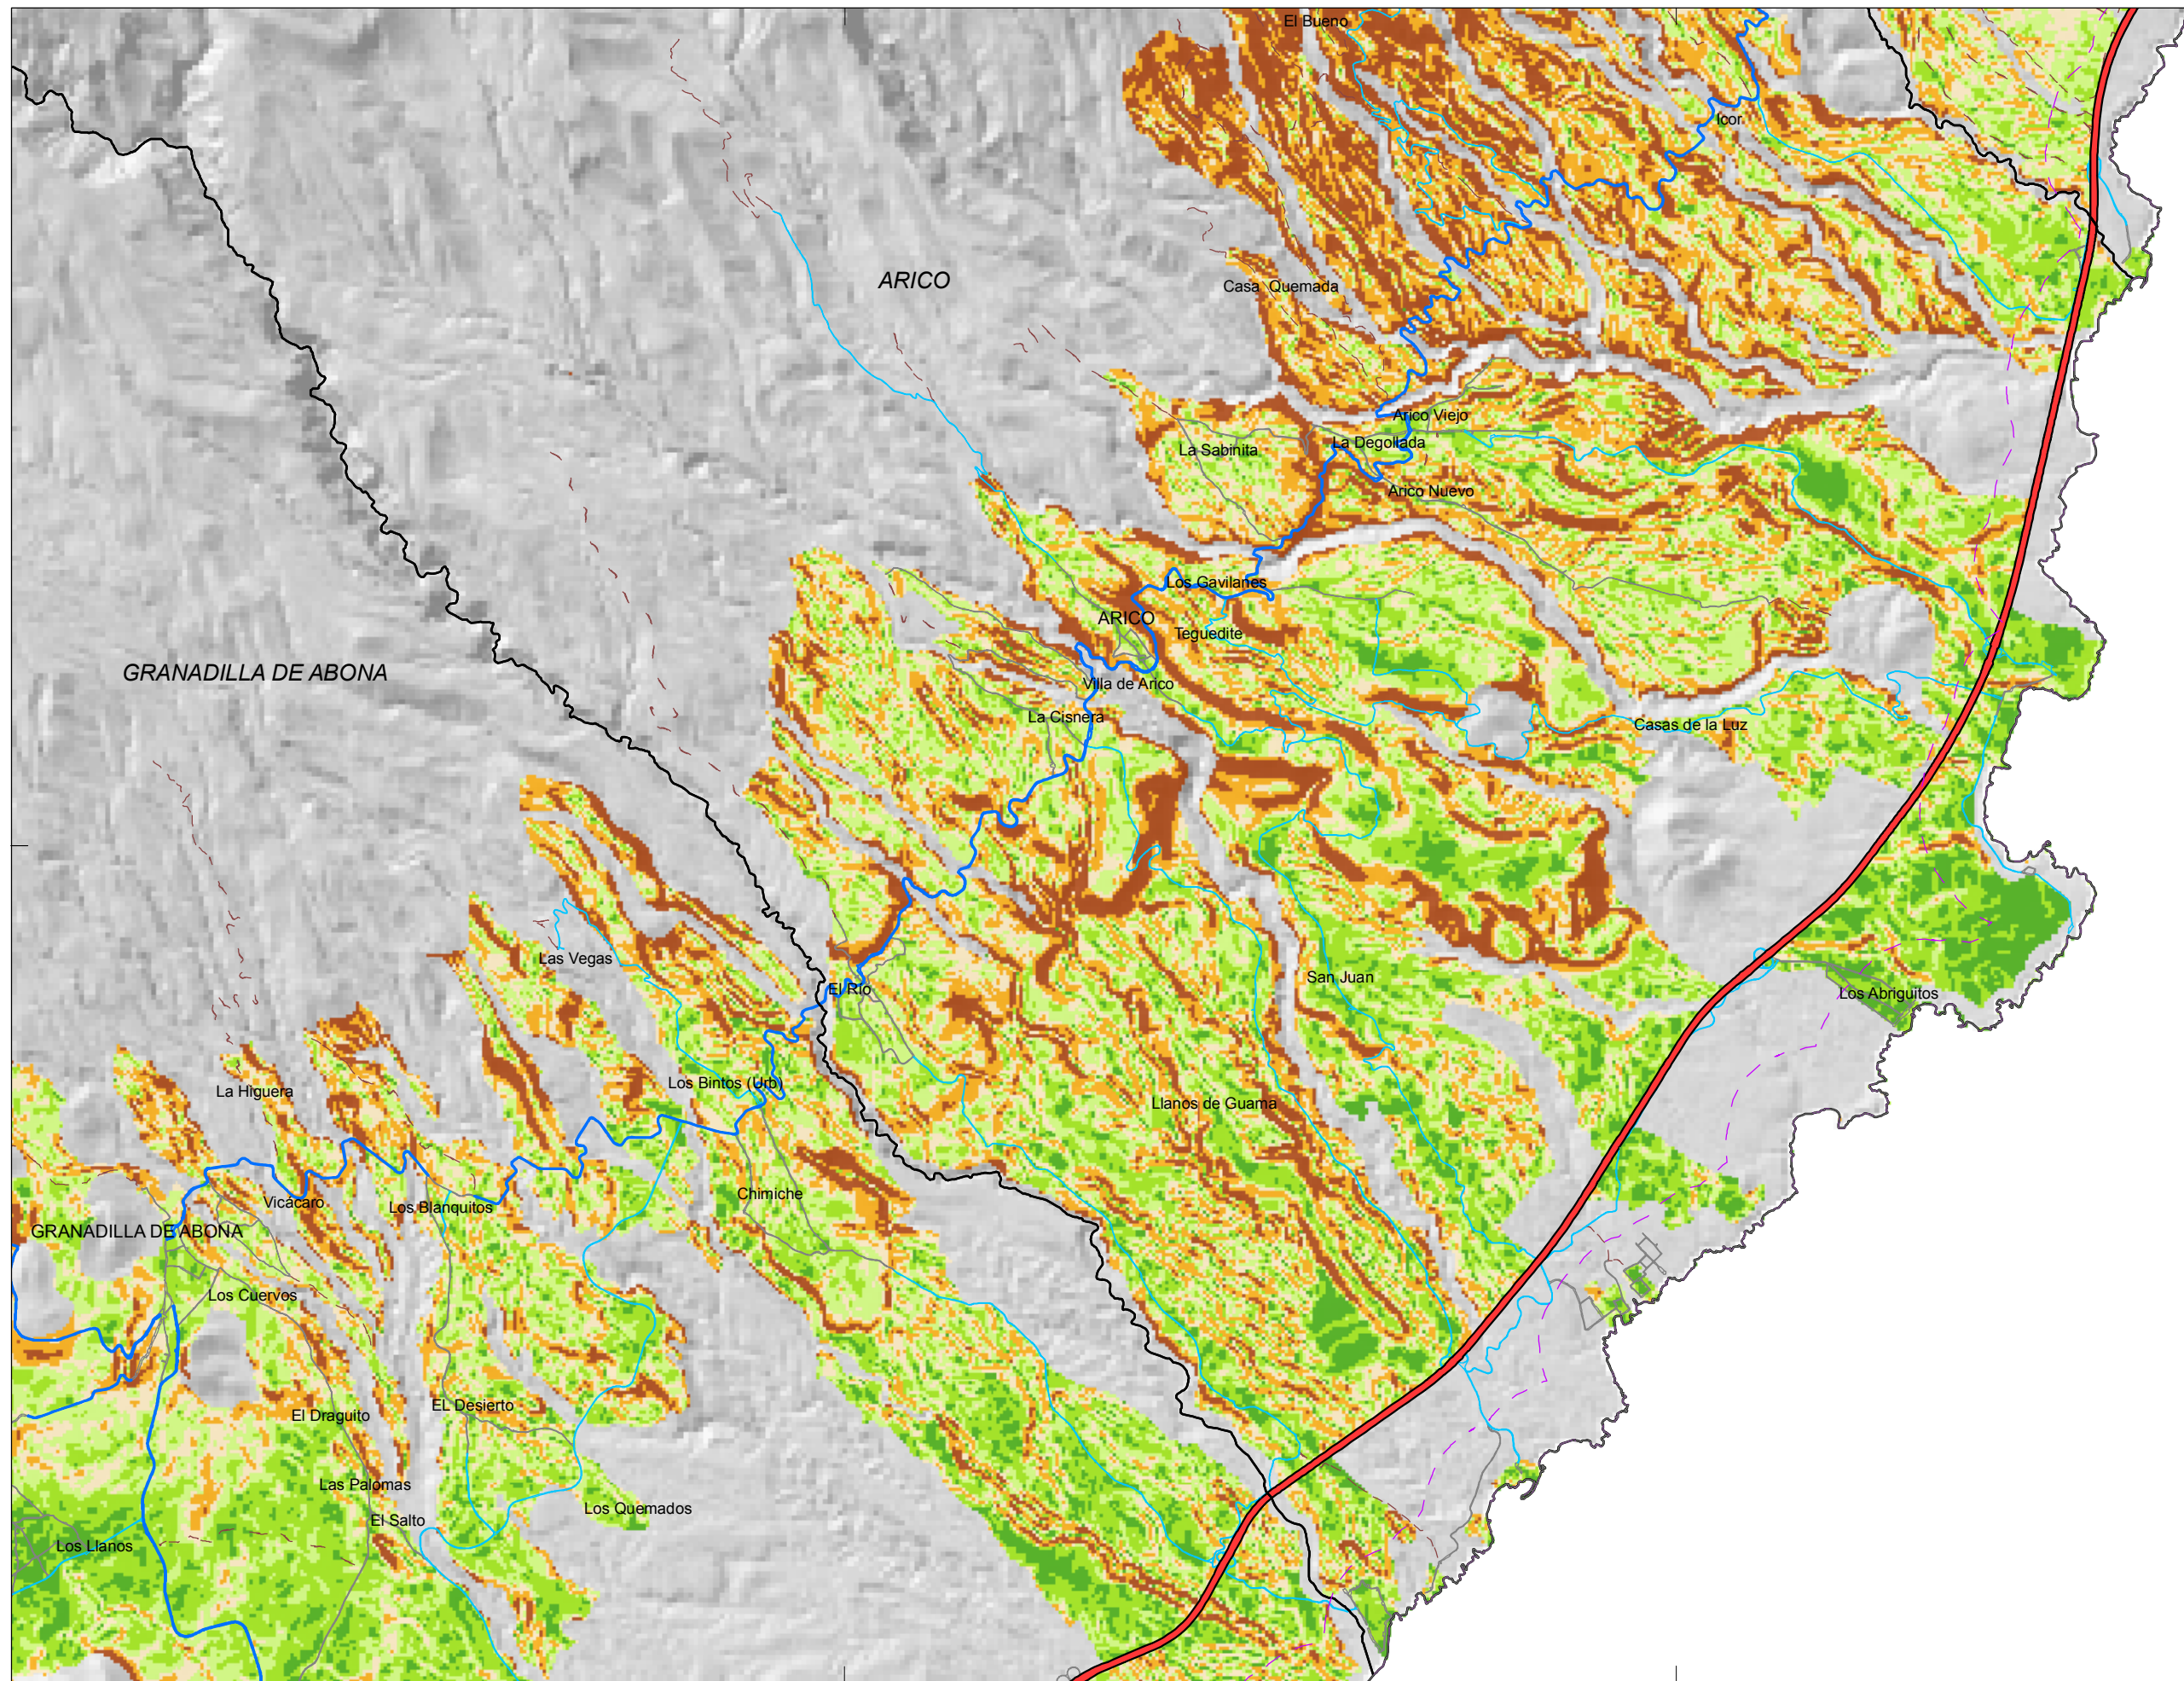 El Bueno
Icor
ARICO
Casa Quemada
Arico Viejo
La Degollada
La Sabinita
Arico Nuevo
Los Gavilanes
ARICO
Teguedite
GRANADILLA DE ABONA
Villa de Arico
La Cisnera
Casas de la Luz
Las Vegas
San Juan
El Río
Los Abriguitos
Los Bintos (Urb)
La Higuera
Llanos de Guama
Chimiche
Vicácaro
Los Blanquitos
GRANADILLA DE ABONA
Los Cuervos
EL Desierto
El Draguito
Las Palomas
Los Quemados
El Salto
Los Llanos